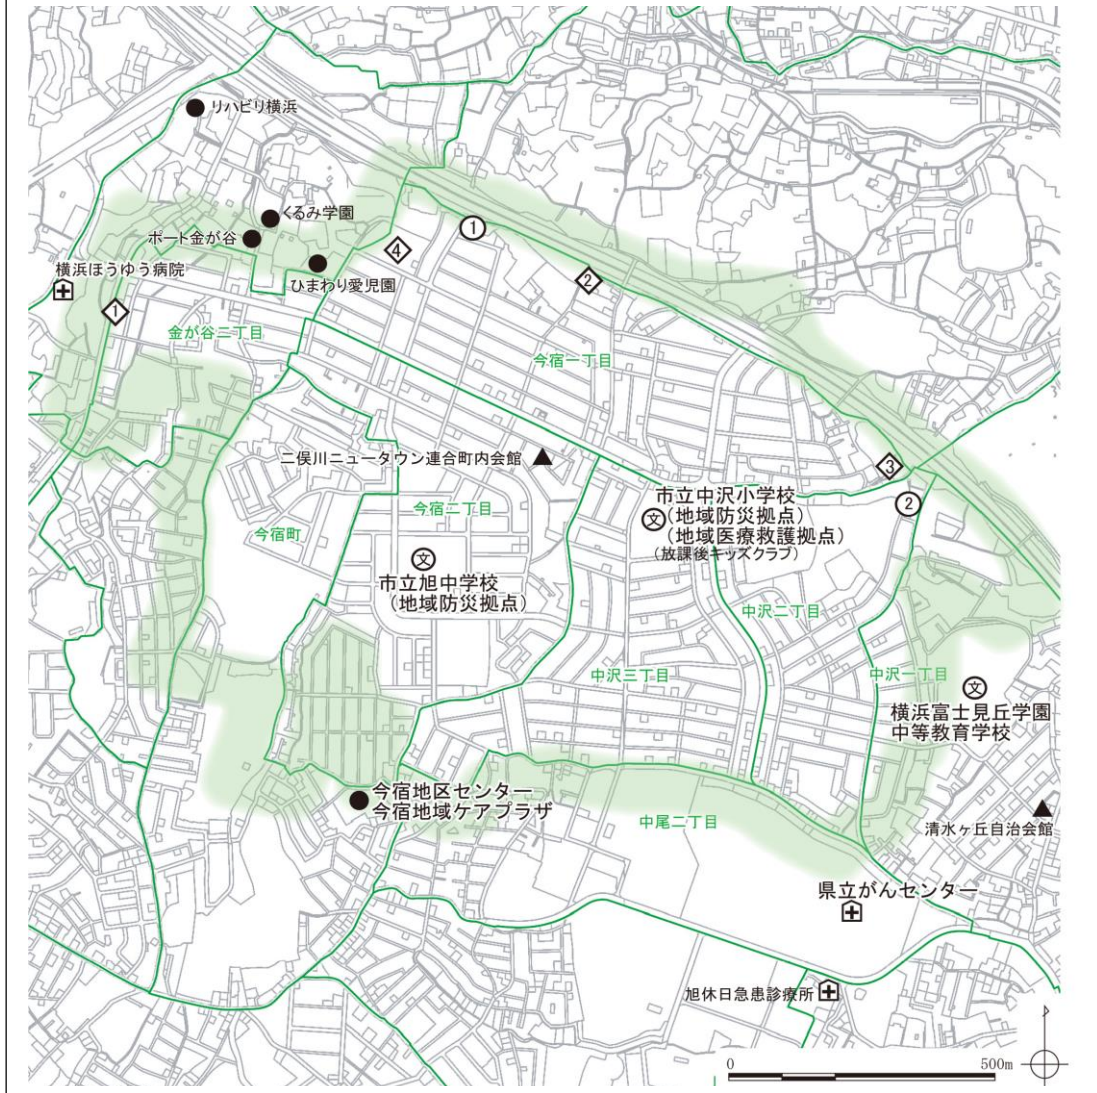 リハビリ横浜
くるみ学園
ポート金が谷
ひまわり愛児園
横浜ほうゆう病院
1
4
1
2
金が谷二丁目
今宿一丁目
二俣川ニュータウン連合町内会館
3
2
市立中沢小学校
(地域防災拠点)
(地域医療救護拠点)
(放課後キッズクラブ)
今宿二丁目
今宿町
文
文
市立旭中学校
(地域防災拠点)
中沢二丁目
中沢三丁目
中沢一丁目
文
横浜富士見丘学園
中等教育学校
今宿地区センター
今宿地域ケアプラザ
中尾二丁目
清水ヶ丘自治会館
県立がんセンター
旭休日急患診療所
0 500m